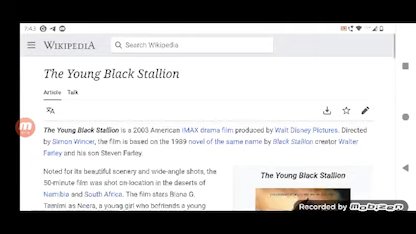 7:43
WIKIPEDIA
Search Wikipedia
The Young Black Stallion
Article Talk
The Young Black Stallion is a 2003 American IMAX drama film produced by Walt Disney Pictures. Directed
by Simon Wincer, the film is based on the 1989 novel of the same name by Black Stallion creator Walter
Farley and his son Steven Farley.
Noted for its beautiful scenery and wide-angle shots, the
50-minute film was shot on-location in the deserts of
Namibia and South Africa. The film stars Biana G.
Tamimi as Neera, a young girl who befriends a young
The Young Black Stallion
Recorded by Mobizen